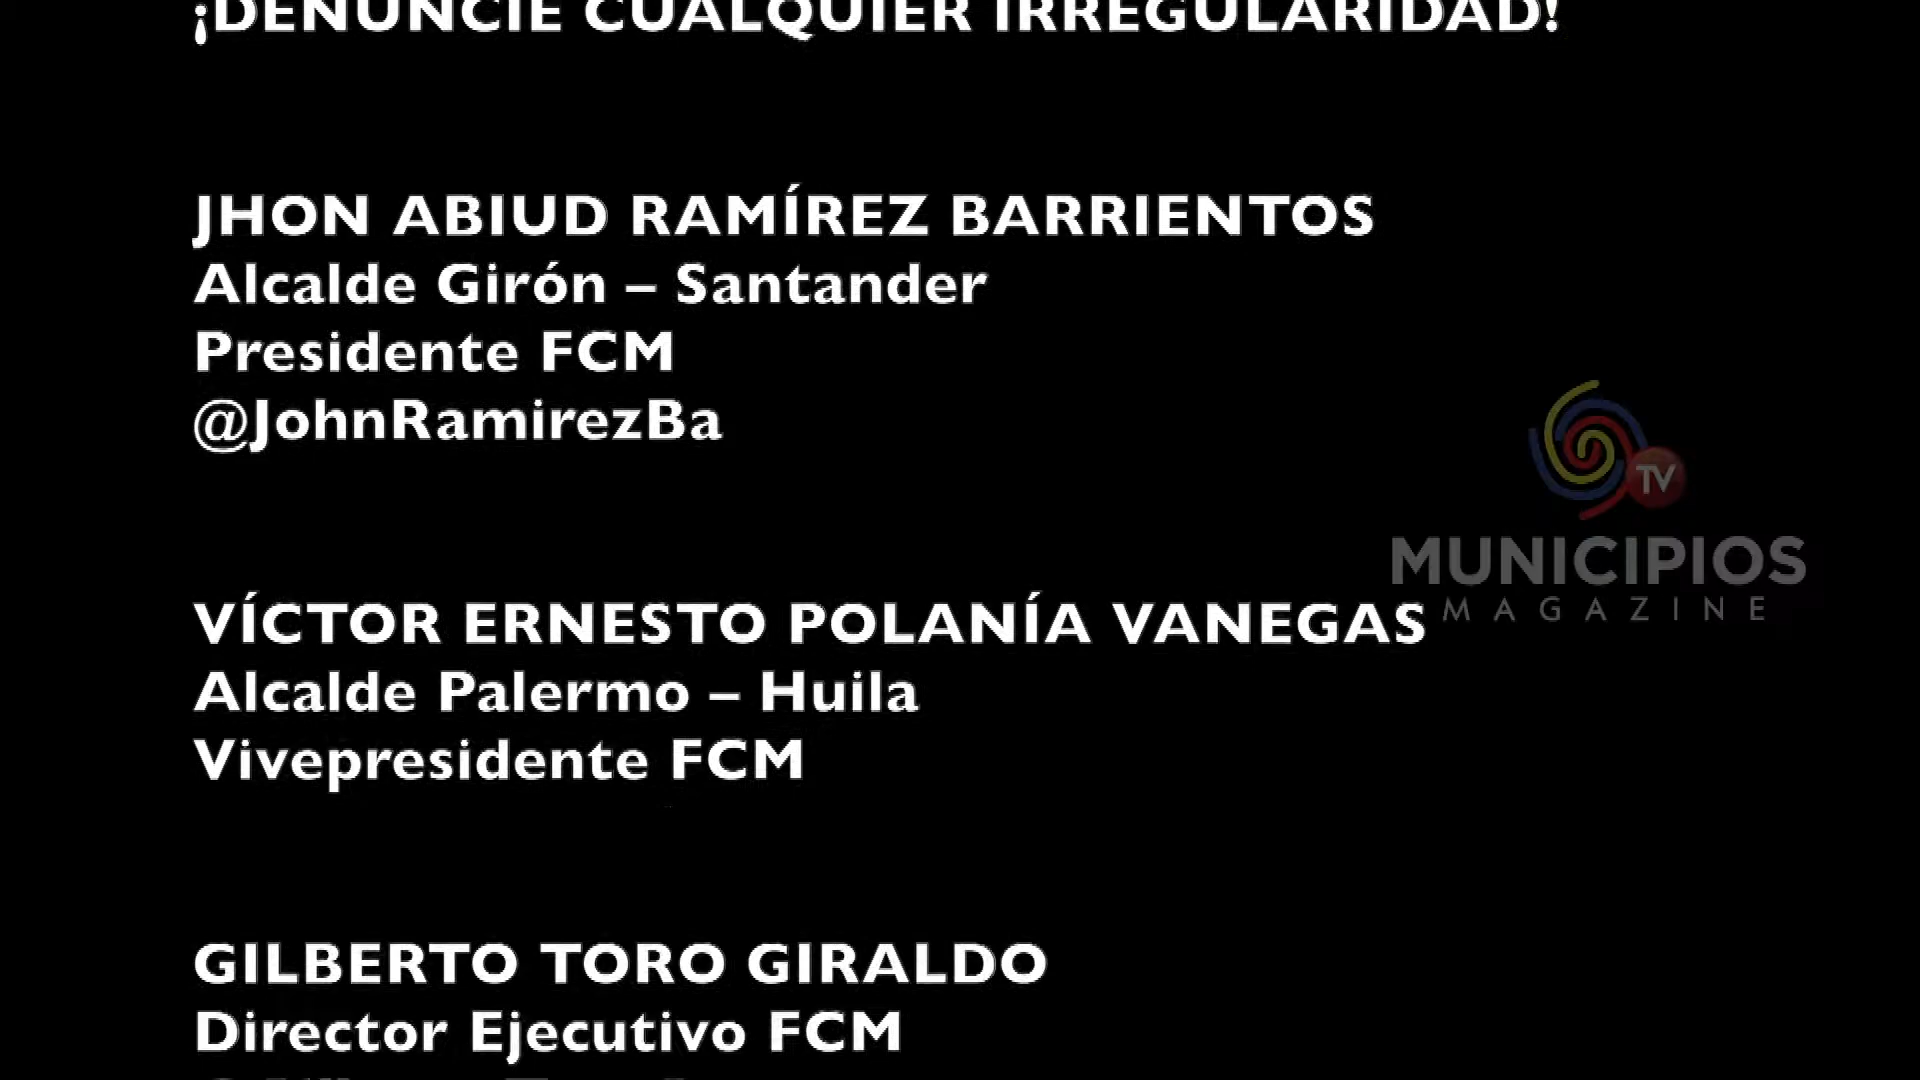 ¡DENUNCIE CUALQUIER IRREGULARIDAD!
JHON ABIUD RAMÍREZ BARRIENTOS
Alcalde Girón – Santander
Presidente FCM
@JohnRamirezBa
TV
MUNICIPIOS
MAGAZINE
VÍCTOR ERNESTO POLANÍA VANEGAS
Alcalde Palermo – Huila
Vivepresidente FCM
GILBERTO TORO GIRALDO
Director Ejecutivo FCM